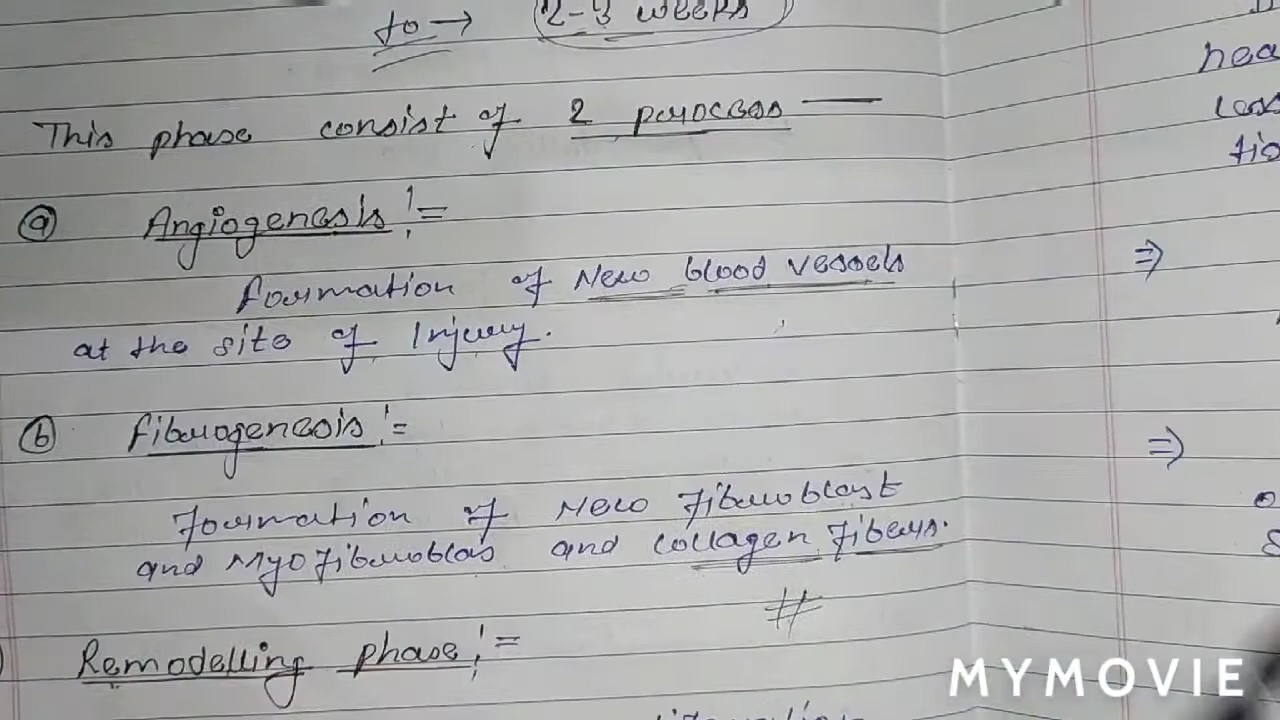 to → 2-3 weeks
This phase consist of 2 process —
ⓐ Angiogenesis :=
formation of New blood vessels
at the site of Injury.
ⓑ fibrogenesis :=
formation of New fibroblast
and Myofibroblas and collagen fibers.
#
Remodelling phase :=
⇒
⇒
MYMOVIE